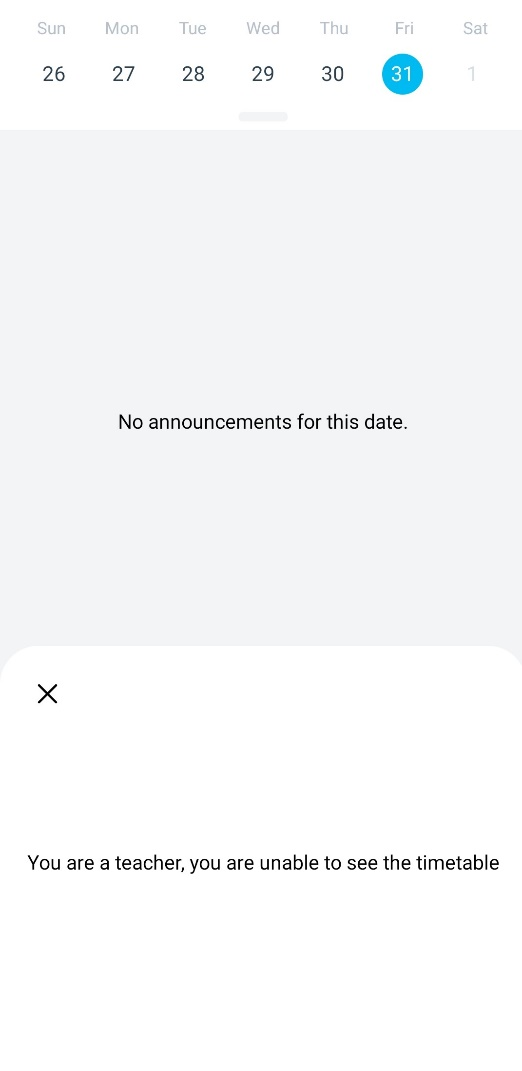 Sun Mon Tue Wed Thu Fri Sat
26 27 28 29 30 31 1
No announcements for this date.
You are a teacher, you are unable to see the timetable